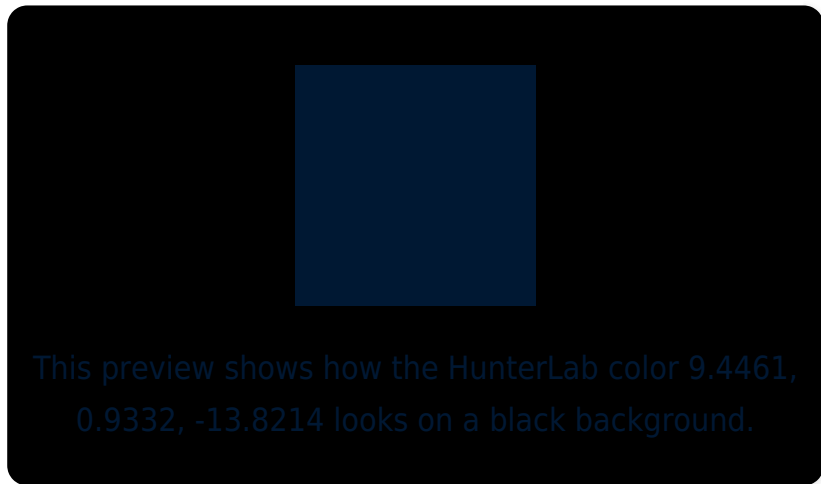 This preview shows how the HunterLab color 9.4461,
0.9332, -13.8214 looks on a black background.